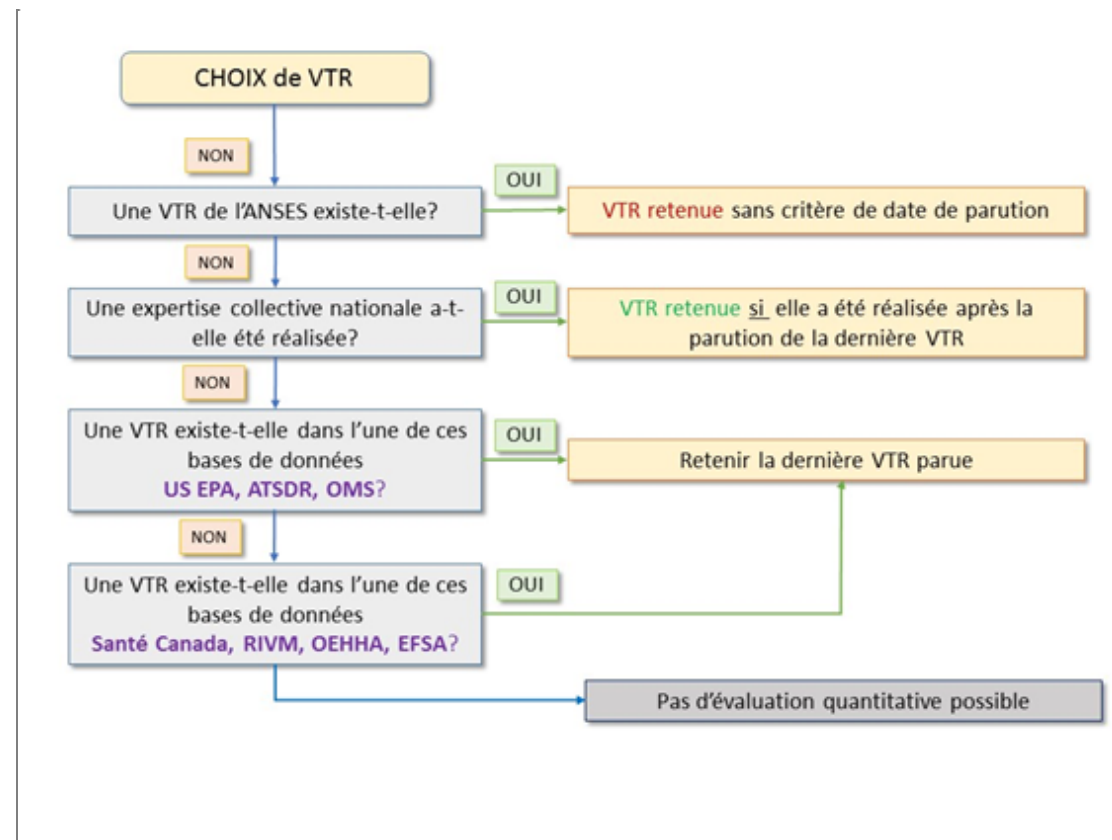 CHOIX de VTR
NON
OUI
Une VTR de l'ANSES existe-t-elle?
VTR retenue sans critère de date de parution
NON
OUI
Une expertise collective nationale a-t-
elle été réalisée?
VTR retenue si elle a été réalisée après la
parution de la dernière VTR
NON
OUI
Une VTR existe-t-elle dans l'une de ces
bases de données
US EPA, ATSDR, OMS?
Retenir la dernière VTR parue
NON
OUI
Une VTR existe-t-elle dans l'une de ces
bases de données
Santé Canada, RIVM, OEHHA, EFSA?
Pas d'évaluation quantitative possible